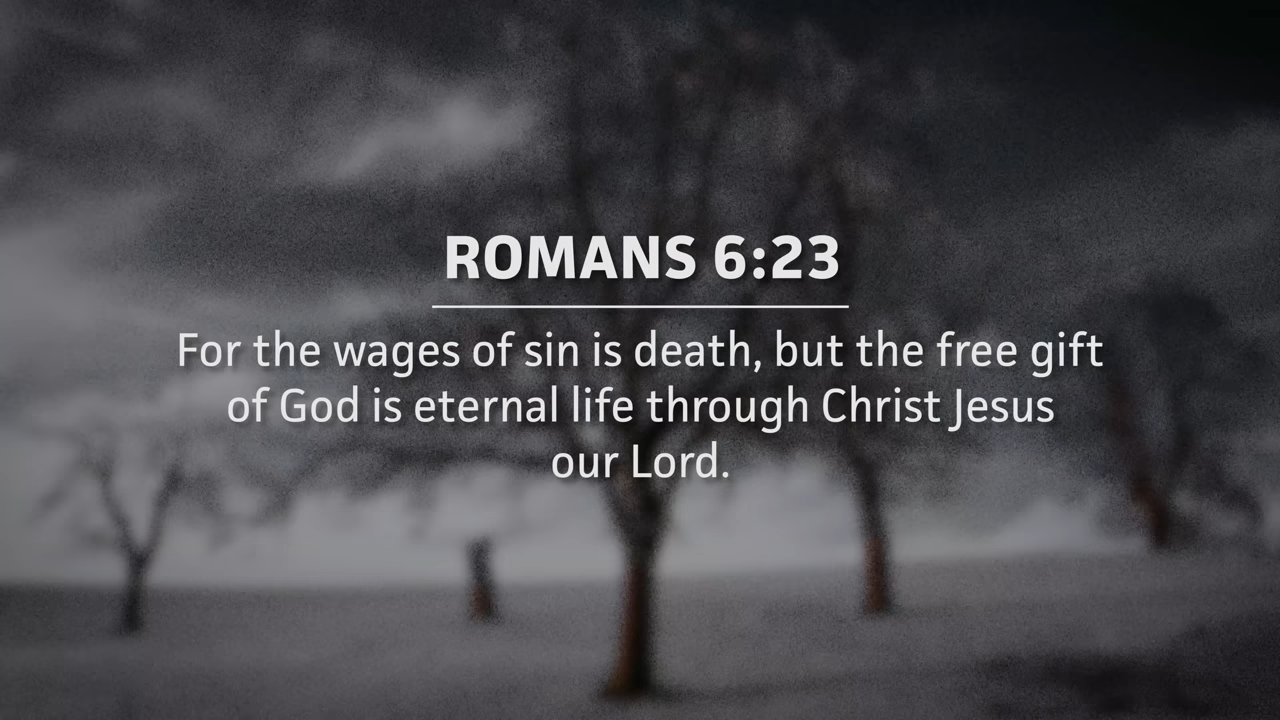 ROMANS 6:23
For the wages of sin is death, but the free gift
of God is eternal life through Christ Jesus
our Lord.